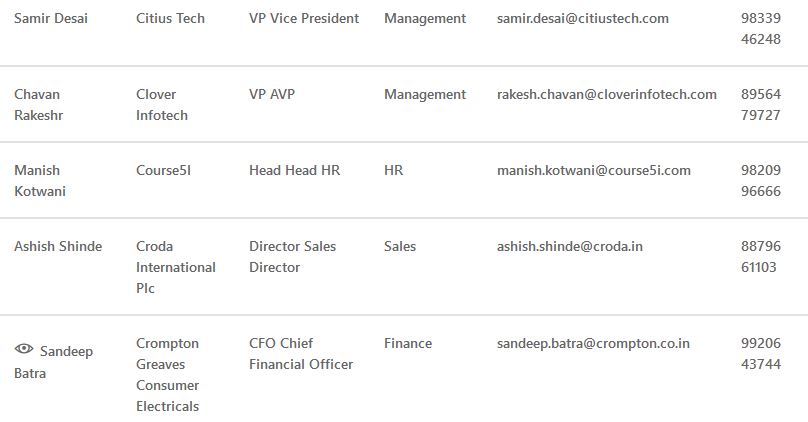 Samir Desai Citius Tech VP Vice President Management samir.desai@citiustech.com 98339
46248
Chavan Clover VP AVP Management rakesh.chavan@cloverinfotech.com 89564
Rakeshr Infotech 79727
Manish Course5I Head Head HR HR manish.kotwani@course5i.com 98209
Kotwani 96666
Ashish Shinde Croda Director Sales Sales ashish.shinde@croda.in 88796
International Director 61103
Plc
Sandeep Crompton CFO Chief Finance sandeep.batra@crompton.co.in 99206
Batra Greaves Financial Officer 43744
Consumer
Electricals